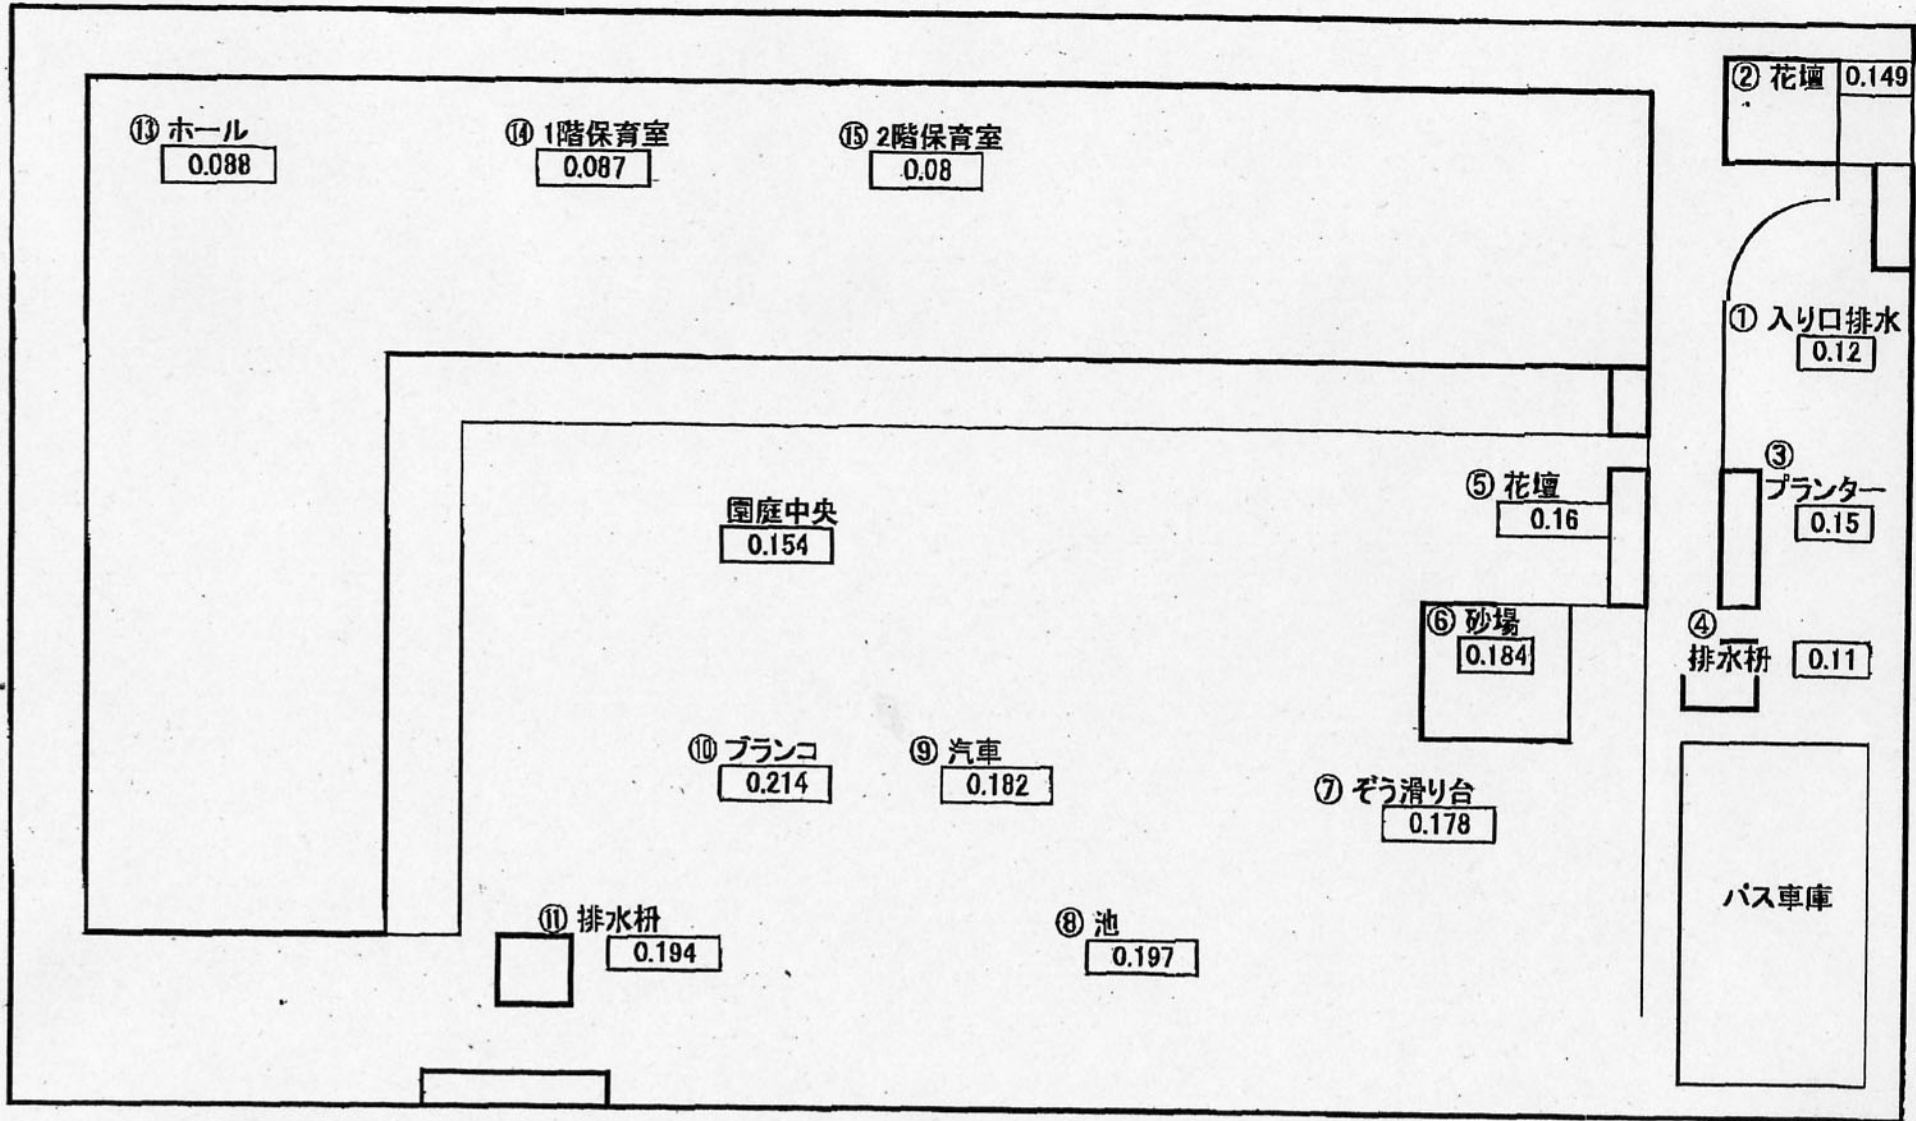 ② 花壇 0.149
⑬ ホール
0.088
⑭ 1階保育室
0.087
⑮ 2階保育室
0.08
① 入り口排水
0.12
③
プランター
0.15
⑤ 花壇
0.16
園庭中央
0.154
⑥ 砂場
0.184
④
排水枡 0.11
⑩ ブランコ
0.214
⑨ 汽車
0.182
⑦ ぞう滑り台
0.178
バス車庫
⑪ 排水枡
0.194
⑧ 池
0.197